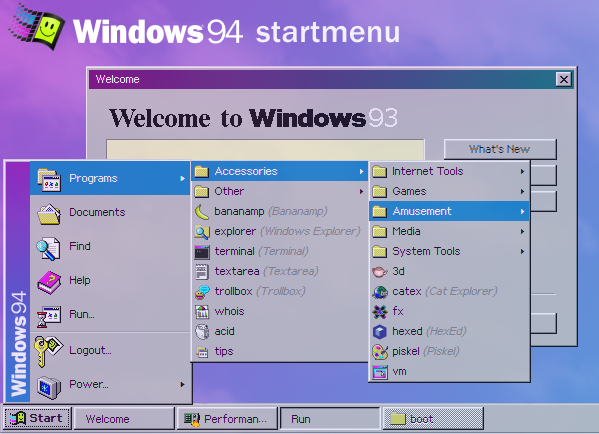 Windows94 startmenu
Welcome
Welcome to Windows93
What's New
Programs
Documents
Find
Help
Run...
Logout...
Power...
Windows94
Accessories
Other
bananamp (Bananamp)
explorer (Windows Explorer)
terminal (Terminal)
textarea (Textarea)
trollbox (Trollbox)
whois
acid
tips
Internet Tools
Games
Amusement
Media
System Tools
3d
catex (Cat Explorer)
fx
hexed (HexEd)
piskel (Piskel)
vm
Start
Welcome
Performan...
Run
boot